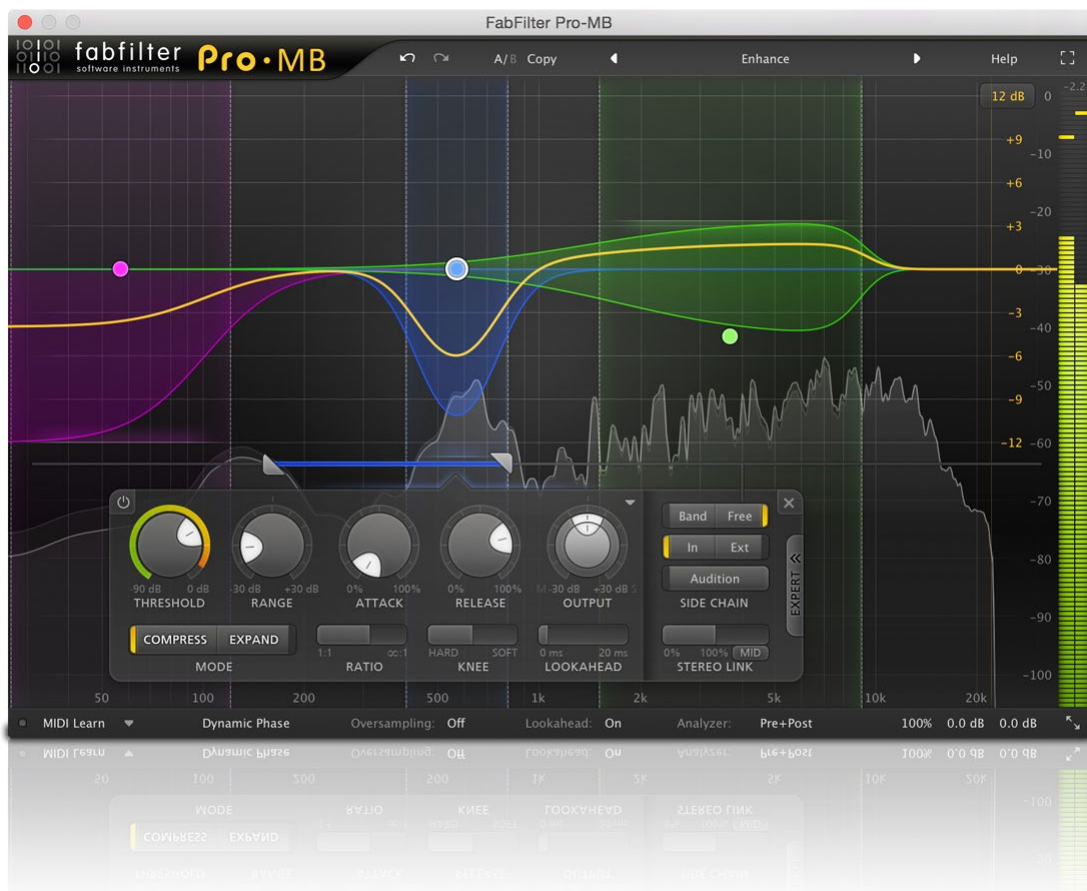 FabFilter Pro-MB
fabfilter Pro·MB
software instruments
A/B Copy Enhance Help
12 dB 0 -2.2
+9 -10
+6
-20
+3
0 -30
-3
-40
-6
-50
-9
-12 -60
-70
-80
-90
-100
-90 dB 0 dB -30 dB +30 dB 0% 100% 0% 100% M -30 dB +30 dB S
THRESHOLD RANGE ATTACK RELEASE OUTPUT
Band Free
In Ext
Audition
SIDE CHAIN
EXPERT
COMPRESS EXPAND
1:1 ∞:1 HARD SOFT 0 ms 20 ms 0% 100% MID
MODE RATIO KNEE LOOKAHEAD STEREO LINK
50 100 200 500 1k 2k 5k 10k 20k
MIDI Learn Dynamic Phase Oversampling: Off Lookahead: On Analyzer: Pre+Post 100% 0.0 dB 0.0 dB